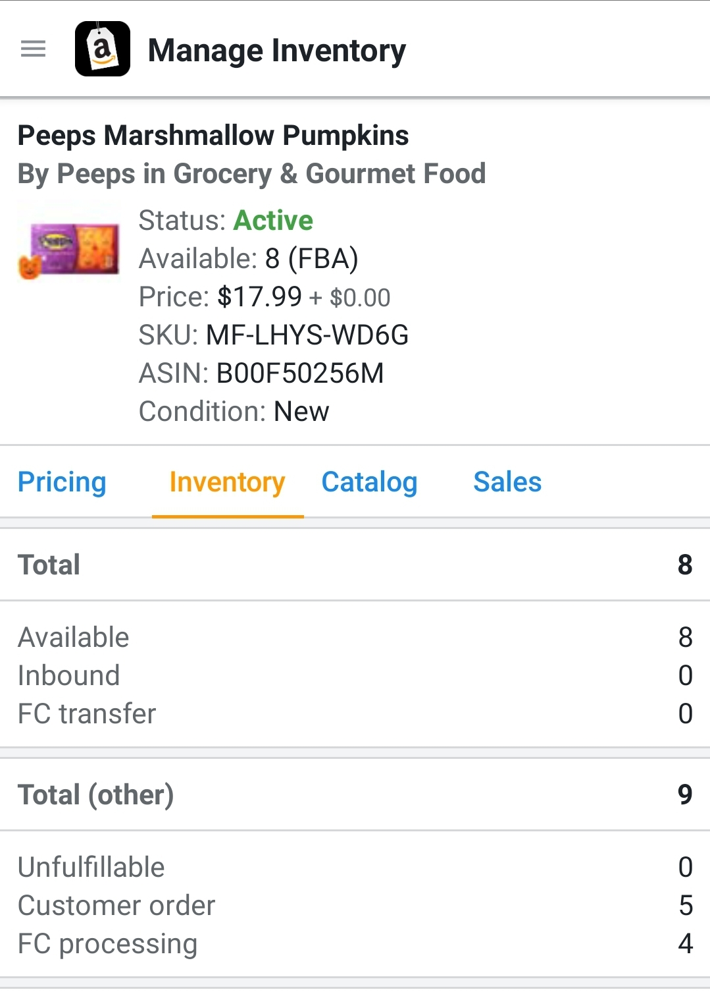 a
Manage Inventory
Peeps Marshmallow Pumpkins
By Peeps in Grocery & Gourmet Food
Peeps
Status: Active
Available: 8 (FBA)
Price: $17.99 + $0.00
SKU: MF-LHYS-WD6G
ASIN: B00F50256M
Condition: New
Pricing Inventory Catalog Sales
Total 8
Available 8
Inbound 0
FC transfer 0
Total (other) 9
Unfulfillable 0
Customer order 5
FC processing 4